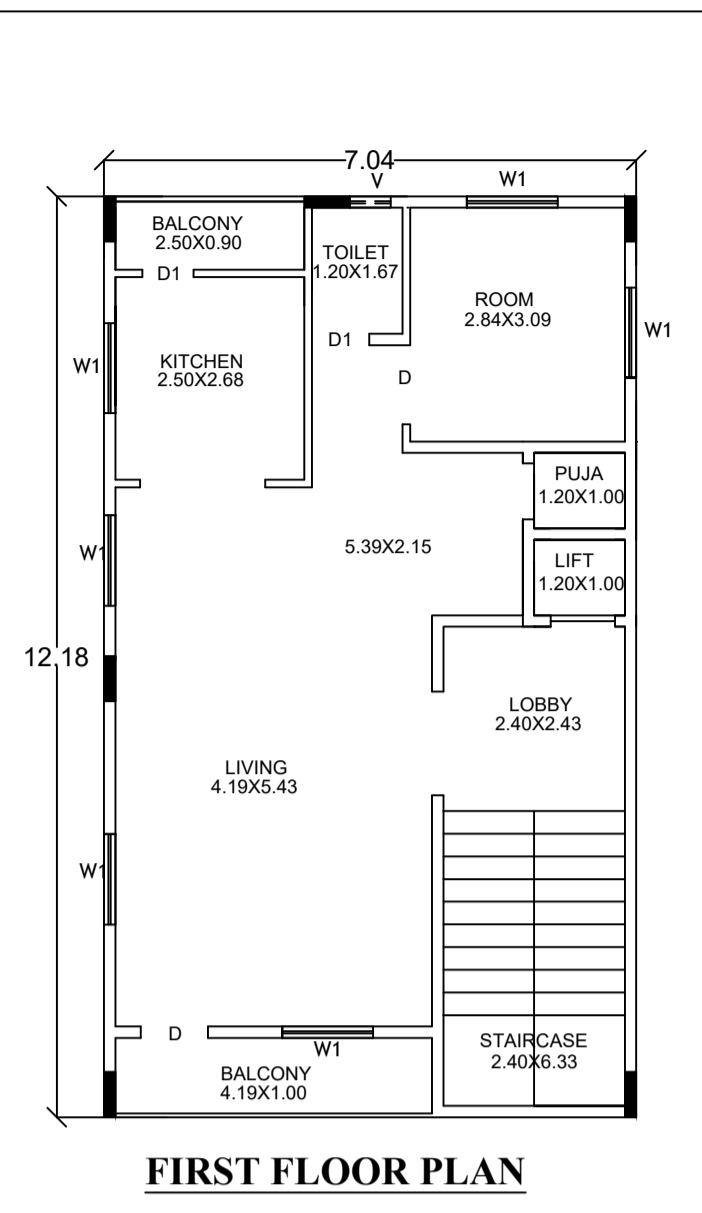 7.04
V
W1
BALCONY
2.50X0.90
TOILET
1.20X1.67
D1
ROOM
2.84X3.09
W1
D1
W1
KITCHEN
2.50X2.68
D
PUJA
1.20X1.00
W1
5.39X2.15
LIFT
1.20X1.00
12.18
LOBBY
2.40X2.43
LIVING
4.19X5.43
W1
D
W1
STAIRCASE
2.40X6.33
BALCONY
4.19X1.00
FIRST FLOOR PLAN